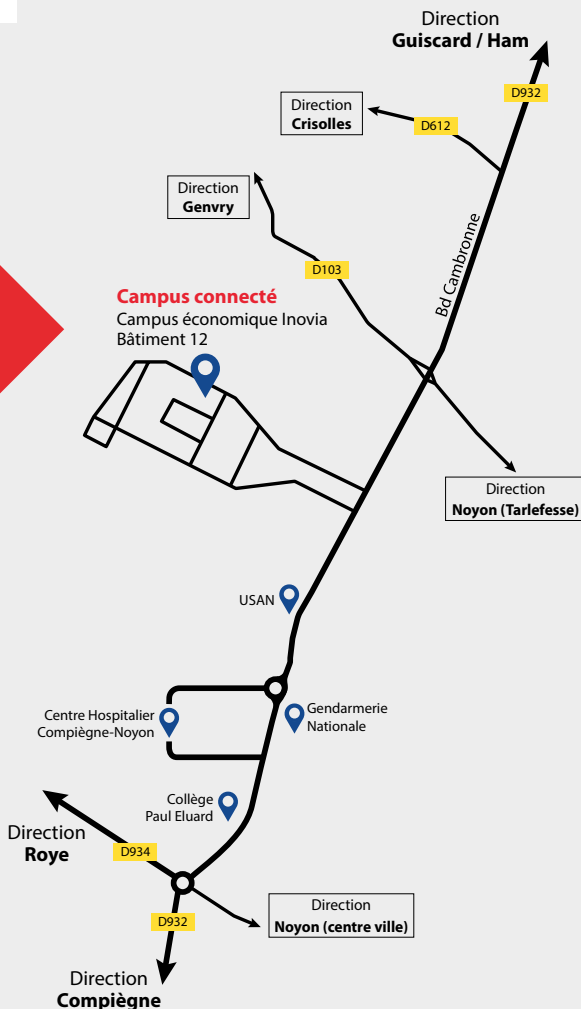 Direction
Guiscard / Ham
D932
Direction
Crisolles
D612
Direction
Genvry
D103
Bd Cambronne
Campus connecté
Campus économique Inovia
Bâtiment 12
Direction
Noyon (Tarlefesse)
USAN
Gendarmerie
Nationale
Centre Hospitalier
Compiègne-Noyon
Collège
Paul Eluard
Direction
Roye
D934
Direction
Noyon (centre ville)
D932
Direction
Compiègne